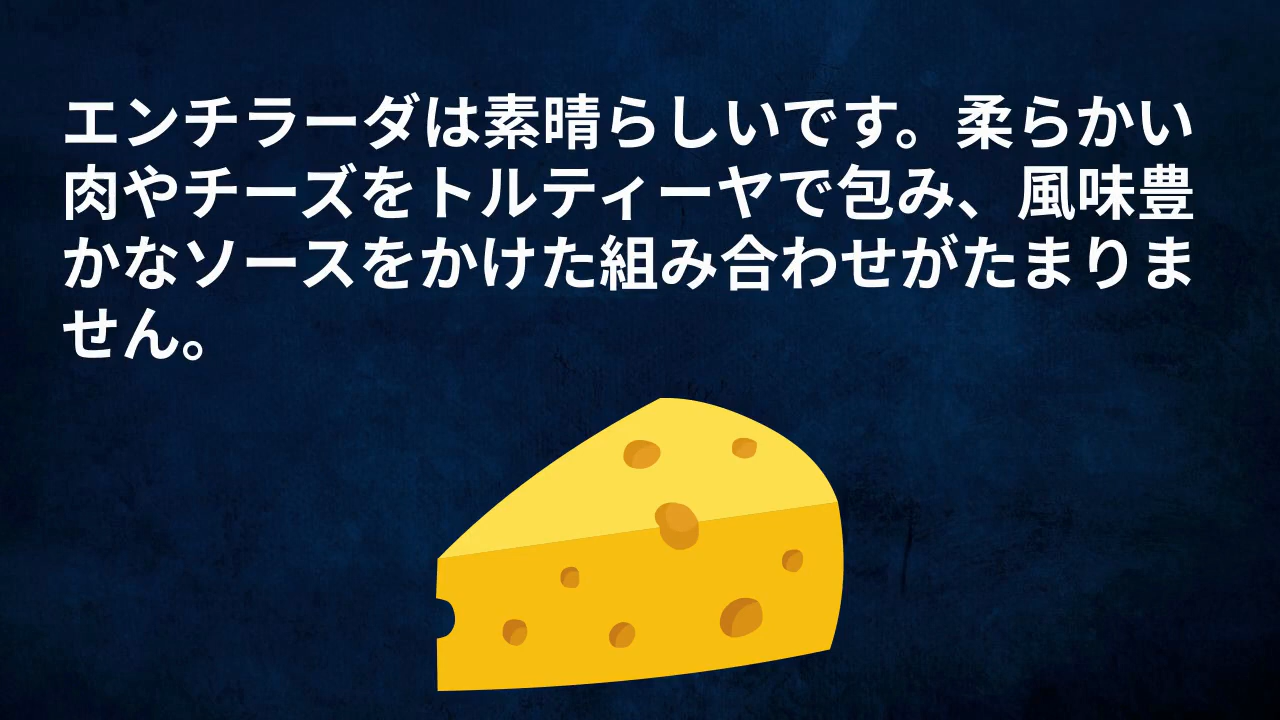 エンチラーダは素晴らしいです。柔らかい
肉やチーズをトルティーヤで包み、風味豊
かなソースをかけた組み合わせがたまりま
せん。